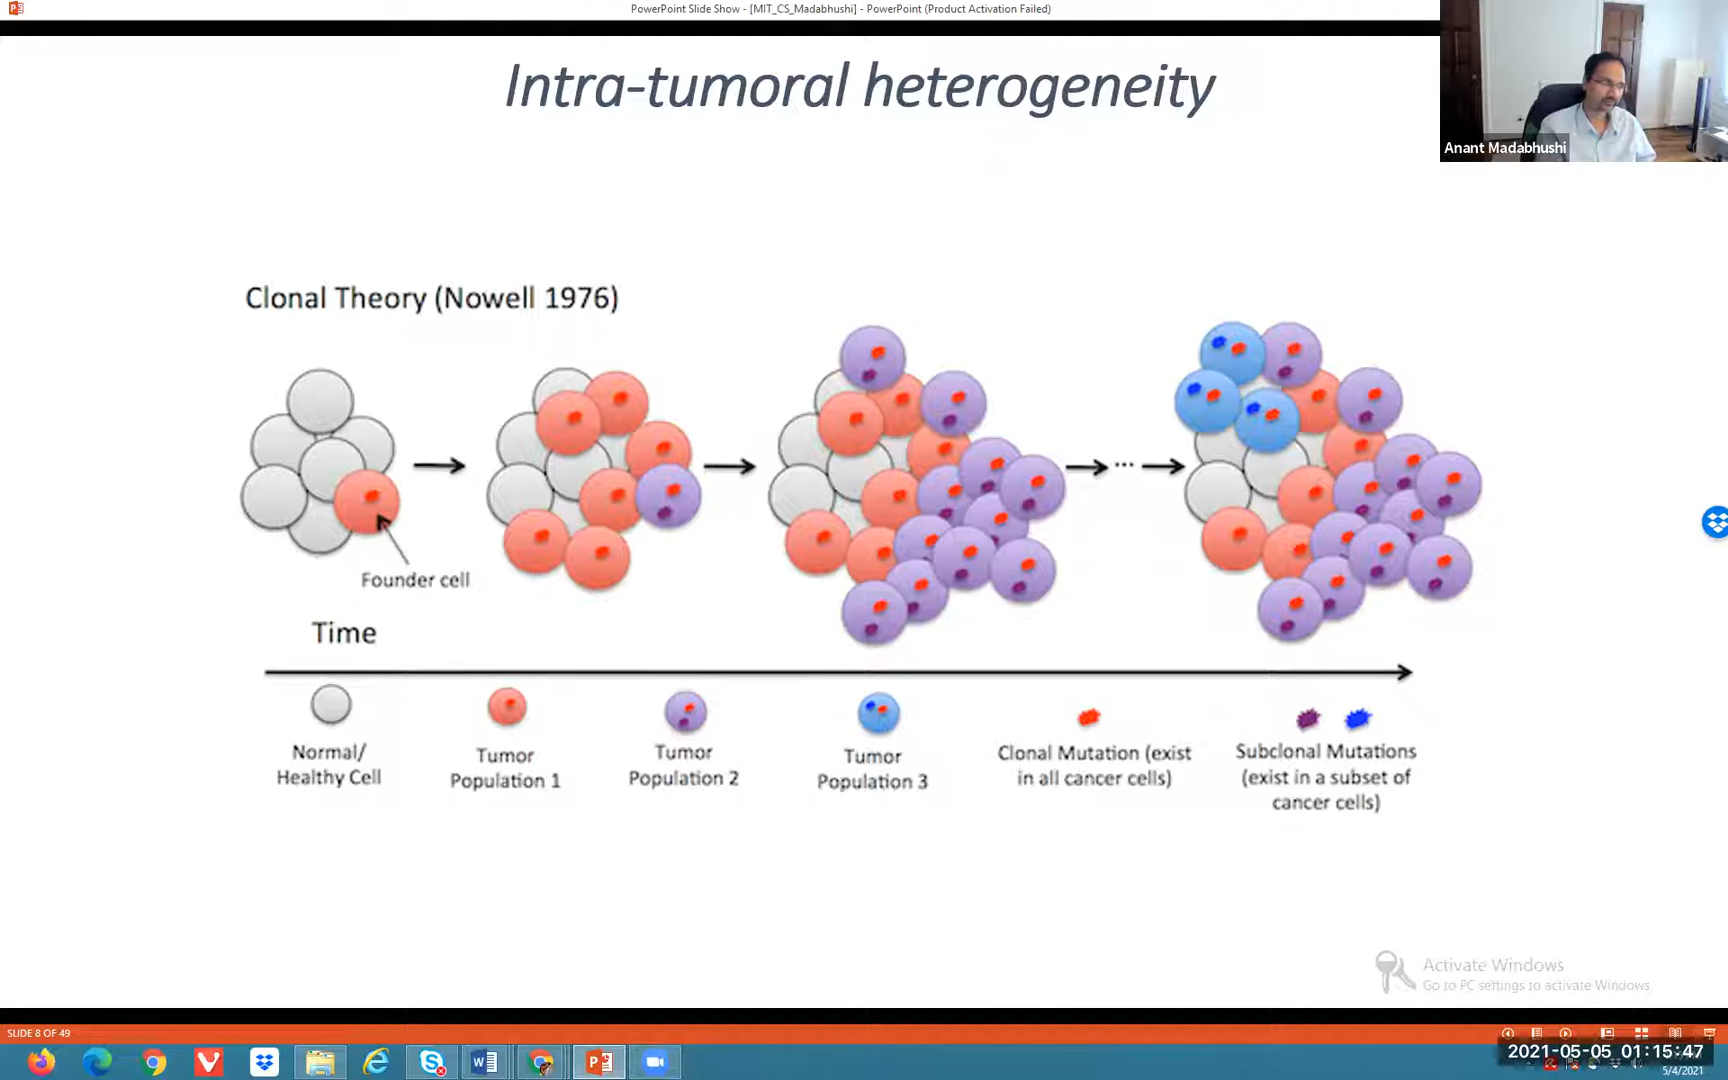 PowerPoint Slide Show - [MIT_CS_Madabhushi] - PowerPoint (Product Activation Failed)
Intra-tumoral heterogeneity
Anant Madabhushi
Clonal Theory (Nowell 1976)
Founder cell
Time
Normal/
Healthy Cell
Tumor
Population 1
Tumor
Population 2
Tumor
Population 3
Clonal Mutation (exist
in all cancer cells)
Subclonal Mutations
(exist in a subset of
cancer cells)
Activate Windows
Go to PC settings to activate Windows.
SLIDE 8 OF 49
2021-05-05 01:15:47
5/4/2021